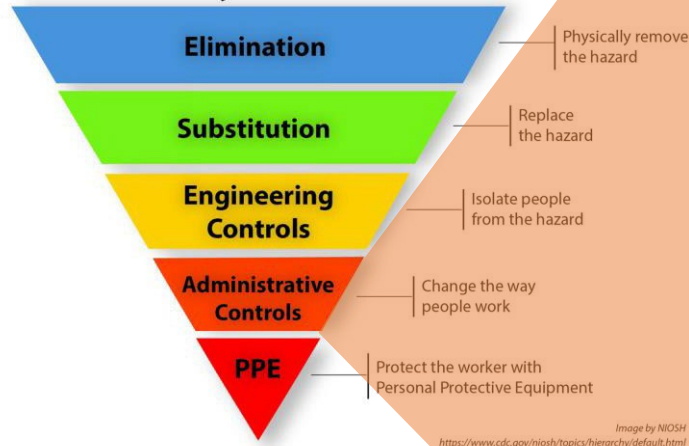 Elimination
Physically remove
the hazard
Substitution
Replace
the hazard
Engineering
Controls
Isolate people
from the hazard
Administrative
Controls
Change the way
people work
PPE
Protect the worker with
Personal Protective Equipment
Image by NIOSH
https://www.cdc.gov/niosh/topics/hierarchy/default.html